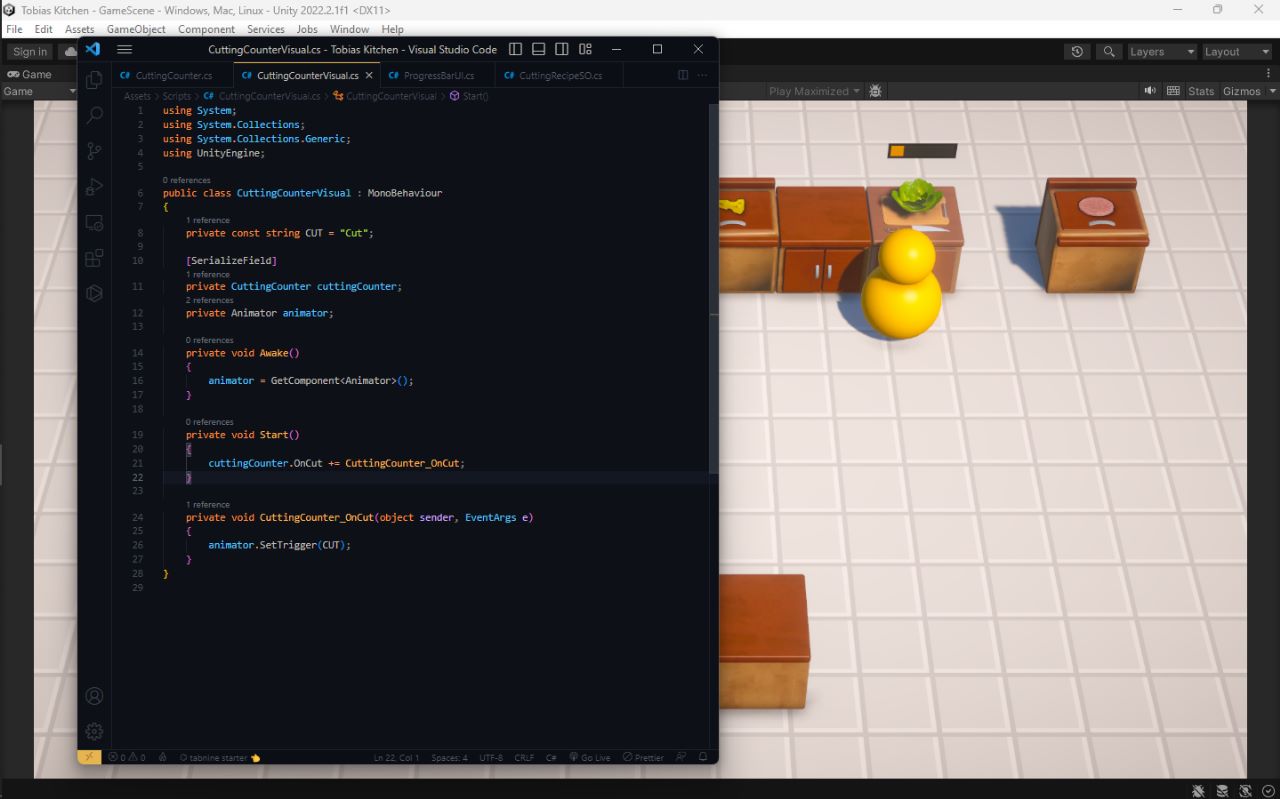 Tobias Kitchen - GameScene - Windows, Mac, Linux - Unity 2022.2.1f1 <DX11>
File Edit Assets GameObject Component Services Jobs Window Help
Sign in
Layers
Layout
Game
Game
Play Maximized
Stats
Gizmos
CuttingCounterVisual.cs - Tobias Kitchen - Visual Studio Code
CuttingCounter.cs
CuttingCounterVisual.cs
ProgressBarUI.cs
CuttingRecipeSO.cs
Assets > Scripts > CuttingCounterVisual.cs > CuttingCounterVisual > Start()
1 using System;
2 using System.Collections;
3 using System.Collections.Generic;
4 using UnityEngine;
5
0 references
6 public class CuttingCounterVisual : MonoBehaviour
7 {
1 reference
8 private const string CUT = "Cut";
9
10 [SerializeField]
1 reference
11 private CuttingCounter cuttingCounter;
2 references
12 private Animator animator;
13
0 references
14 private void Awake()
15 {
16 animator = GetComponent<Animator>();
17 }
18
0 references
19 private void Start()
20 {
21 cuttingCounter.OnCut += CuttingCounter_OnCut;
22 }
23
1 reference
24 private void CuttingCounter_OnCut(object sender, EventArgs e)
25 {
26 animator.SetTrigger(CUT);
27 }
28 }
29
0 0 tabnine starter Ln 22, Col 1 Spaces: 4 UTF-8 CRLF C# Go Live Prettier